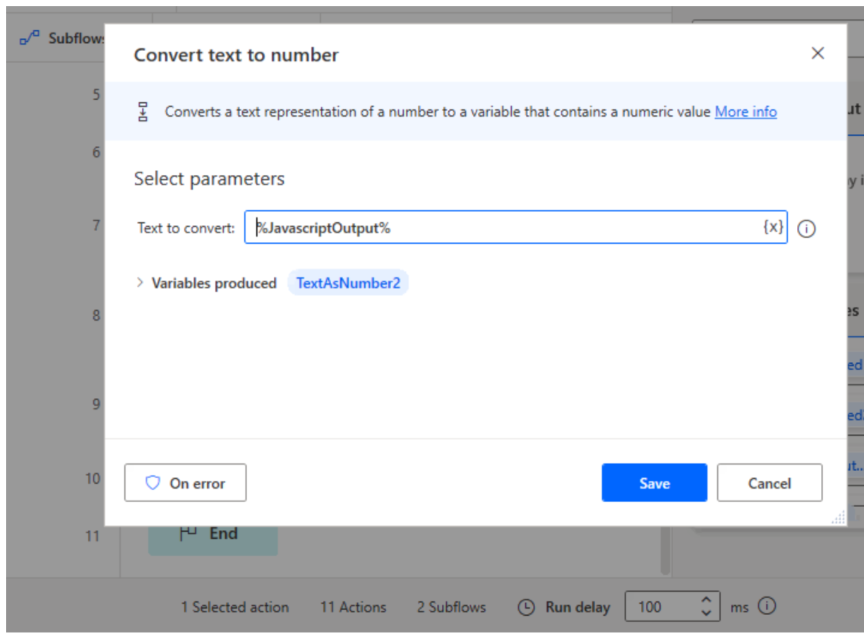 Subflows
Convert text to number
Converts a text representation of a number to a variable that contains a numeric value More info
Select parameters
Text to convert: %JavascriptOutput% {x}
Variables produced TextAsNumber2
5
6
7
8
9
10
11
On error Save Cancel
End
1 Selected action 11 Actions 2 Subflows Run delay 100 ms